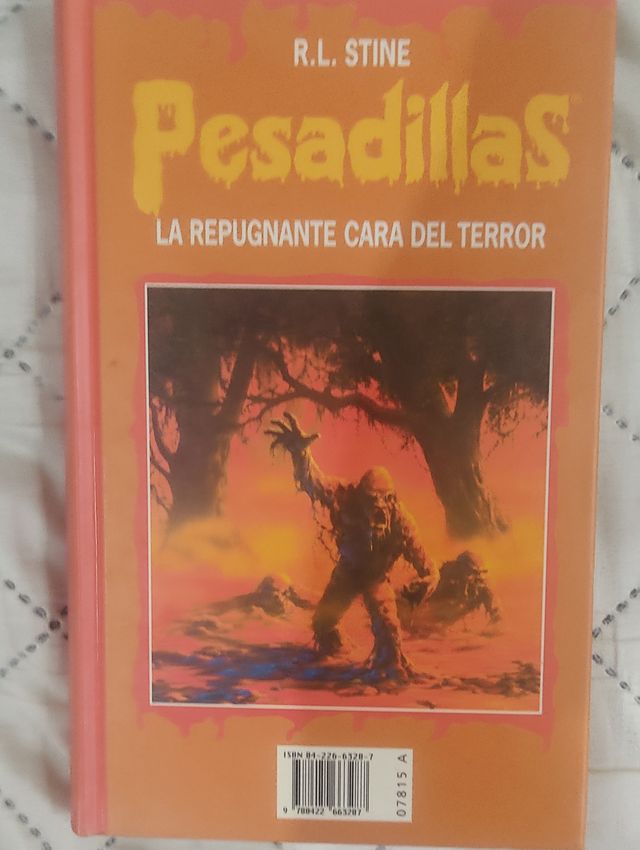 R.L. STINE
PesadillaS
LA REPUGNANTE CARA DEL TERROR
ISBN 84-226-6328-7
9 788422 663287
07815 A